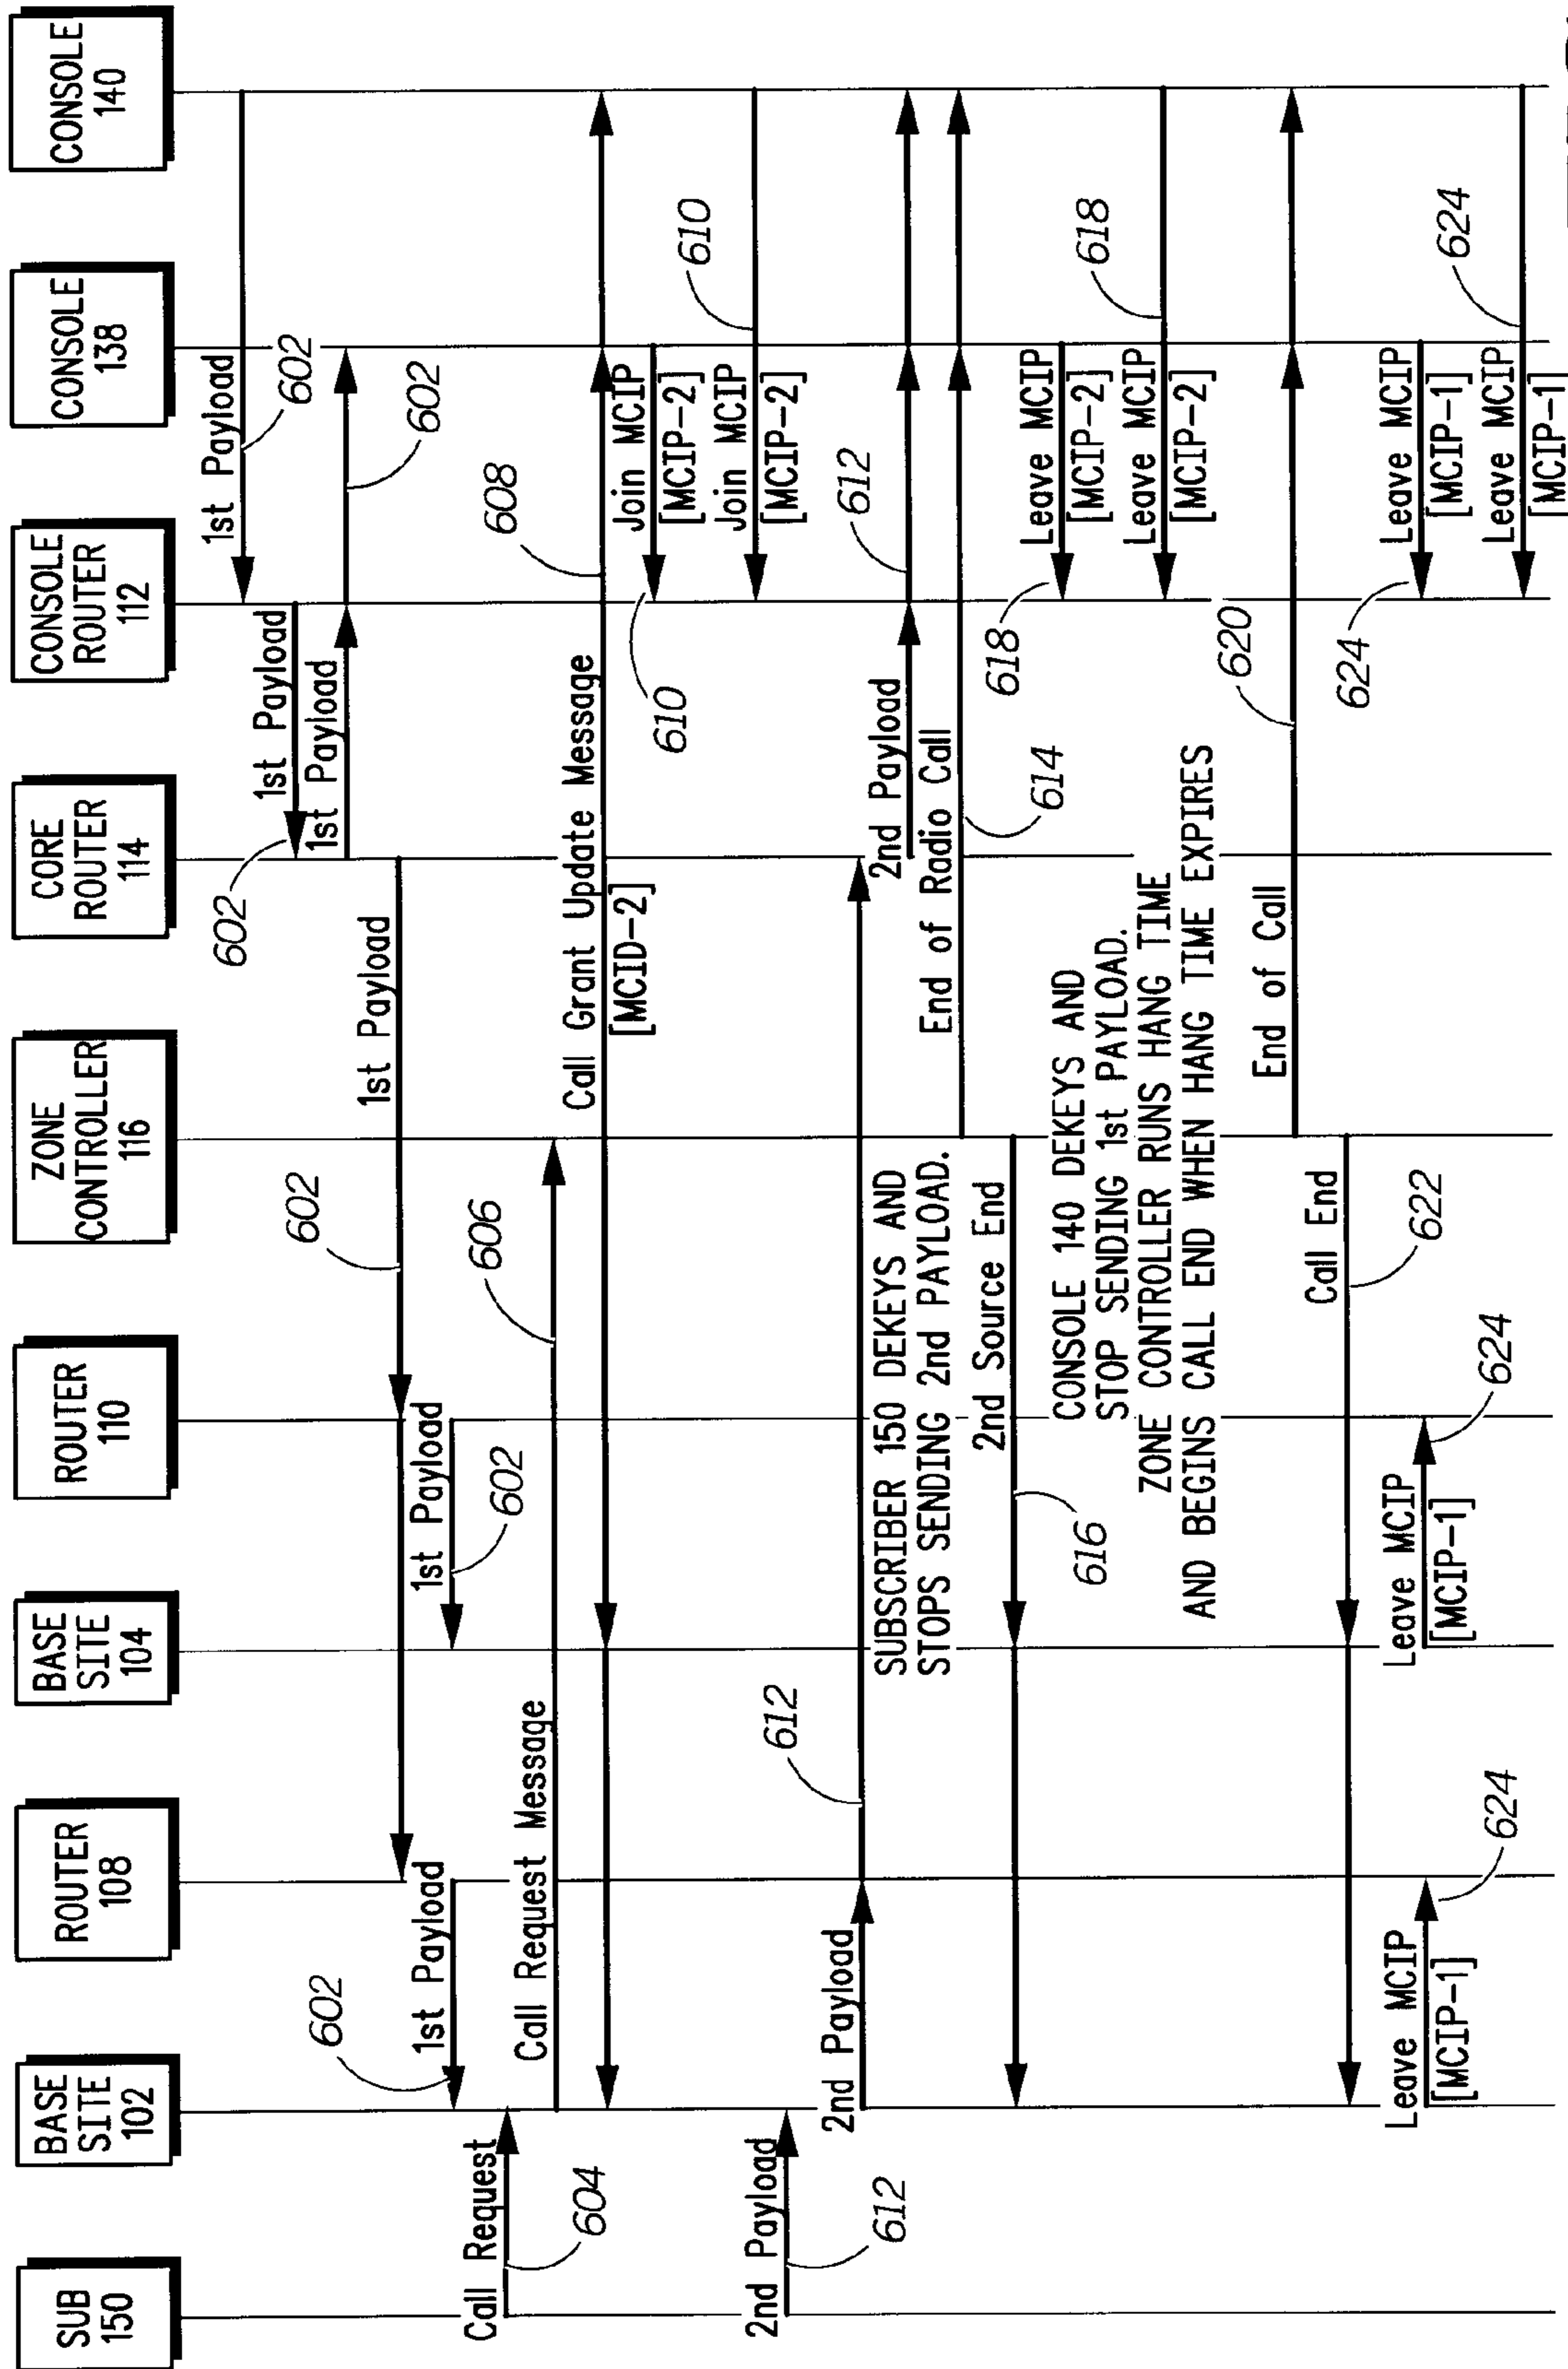 SUB
150
BASE
SITE
102
ROUTER
108
BASE
SITE
104
ROUTER
110
ZONE
CONTROLLER
116
CORE
ROUTER
114
CONSOLE
ROUTER
112
CONSOLE
138
CONSOLE
140
1st Payload
602
1st Payload
602
1st Payload
602
1st Payload
602
1st Payload
602
1st Payload
602
Call Request
604
Call Request Message
606
Call Grant Update Message
[MCID-2]
608
Join MCIP
[MCIP-2]
610
Join MCIP
[MCIP-2]
610
2nd Payload
612
2nd Payload
612
2nd Payload
612
SUBSCRIBER 150 DEKEYS AND
STOPS SENDING 2nd PAYLOAD.
End of Radio Call
614
2nd Source End
616
Leave MCIP
[MCIP-2]
618
Leave MCIP
[MCIP-2]
618
CONSOLE 140 DEKEYS AND
STOP SENDING 1st PAYLOAD.
ZONE CONTROLLER RUNS HANG TIME
AND BEGINS CALL END WHEN HANG TIME EXPIRES
End of Call
620
Call End
622
Leave MCIP
[MCIP-1]
624
Leave MCIP
[MCIP-1]
624
Leave MCIP
[MCIP-1]
624
Leave MCIP
[MCIP-1]
624